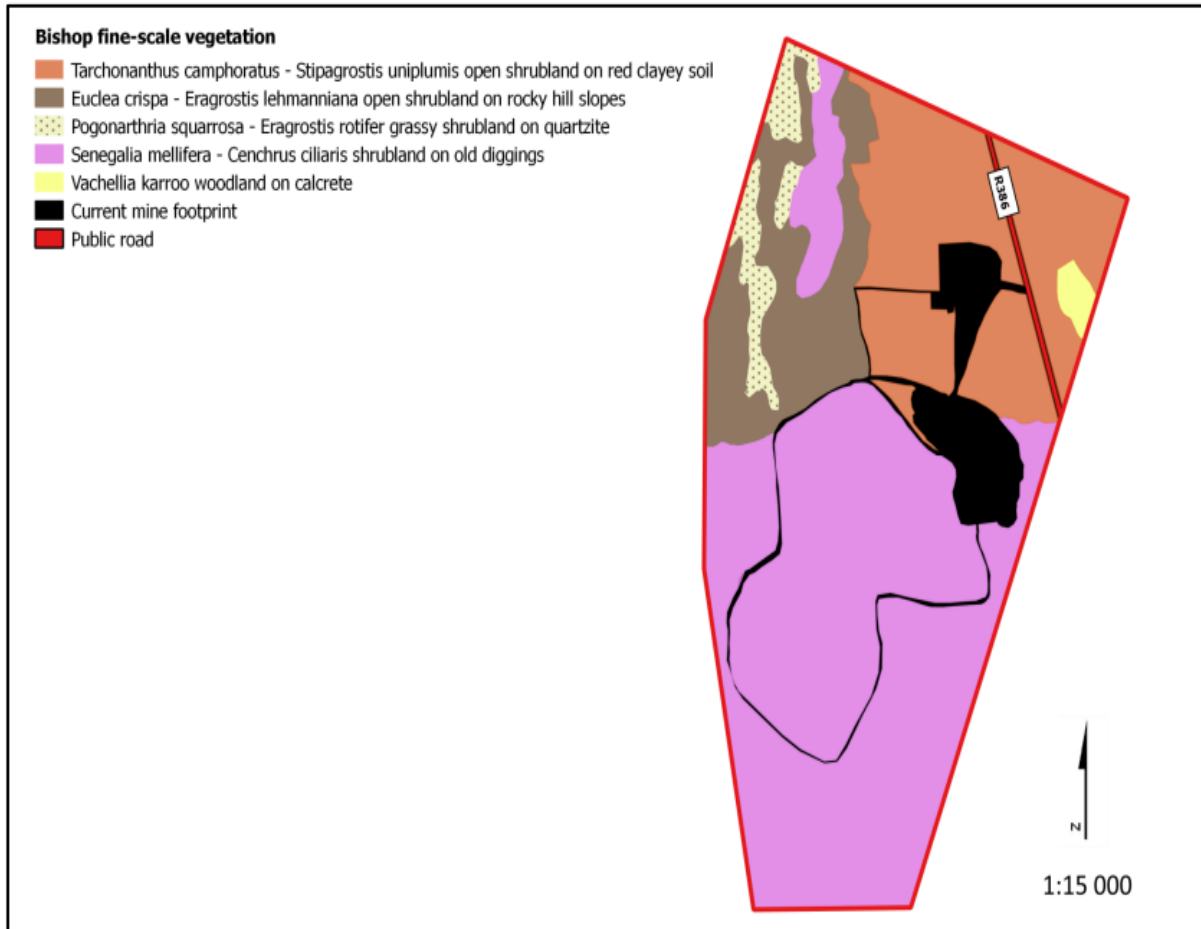 Bishop fine-scale vegetation
Tarchonanthus camphoratus - Stipagrostis uniplumis open shrubland on red clayey soil
Euclea crispa - Eragrostis lehmanniana open shrubland on rocky hill slopes
Pogonarthria squarrosa - Eragrostis rotifer grassy shrubland on quartzite
Senegalia mellifera - Cenchrus ciliaris shrubland on old diggings
Vachellia karroo woodland on calcrete
Current mine footprint
Public road
R386
N
1:15 000